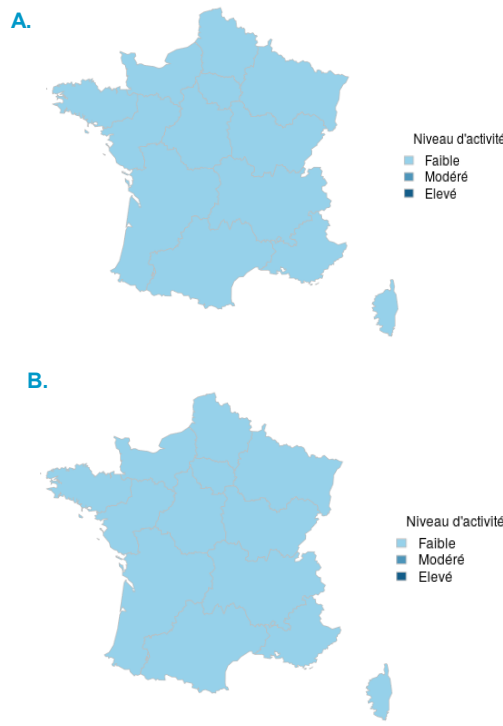 A.
Niveau d'activité
Faible
Modéré
Elevé
B.
Niveau d'activité
Faible
Modéré
Elevé